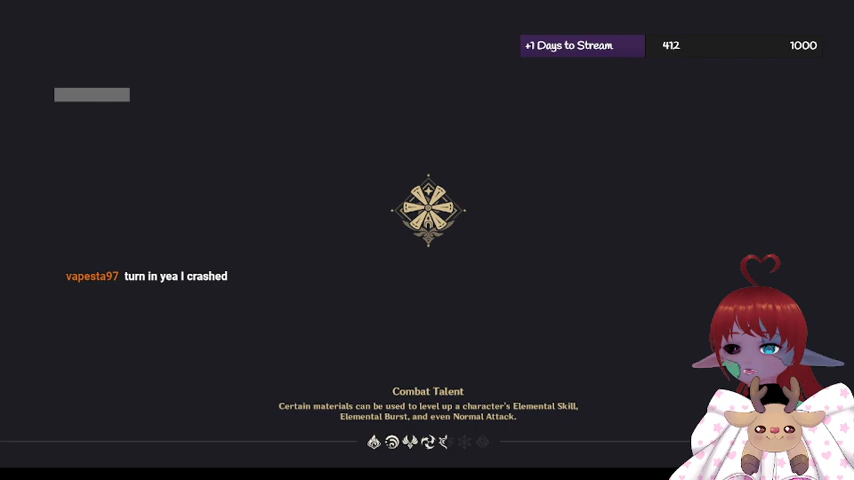 +1 Days to Stream 412 1000
vapesta97 turn in yea I crashed
Combat Talent
Certain materials can be used to level up a character's Elemental Skill,
Elemental Burst, and even Normal Attack.